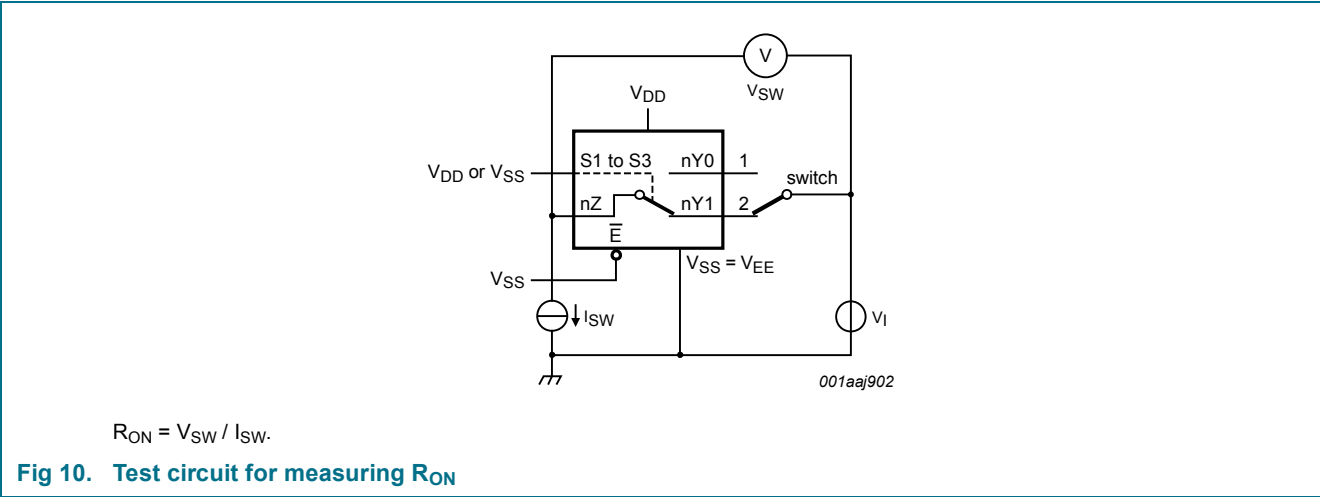 V
VSW
VDD
VDD or VSS
S1 to S3
nY0
1
switch
nZ
nY1
2
E̅
VSS
VSS = VEE
ISW
VI
001aaj902
RON = VSW / ISW.
Fig 10. Test circuit for measuring RON